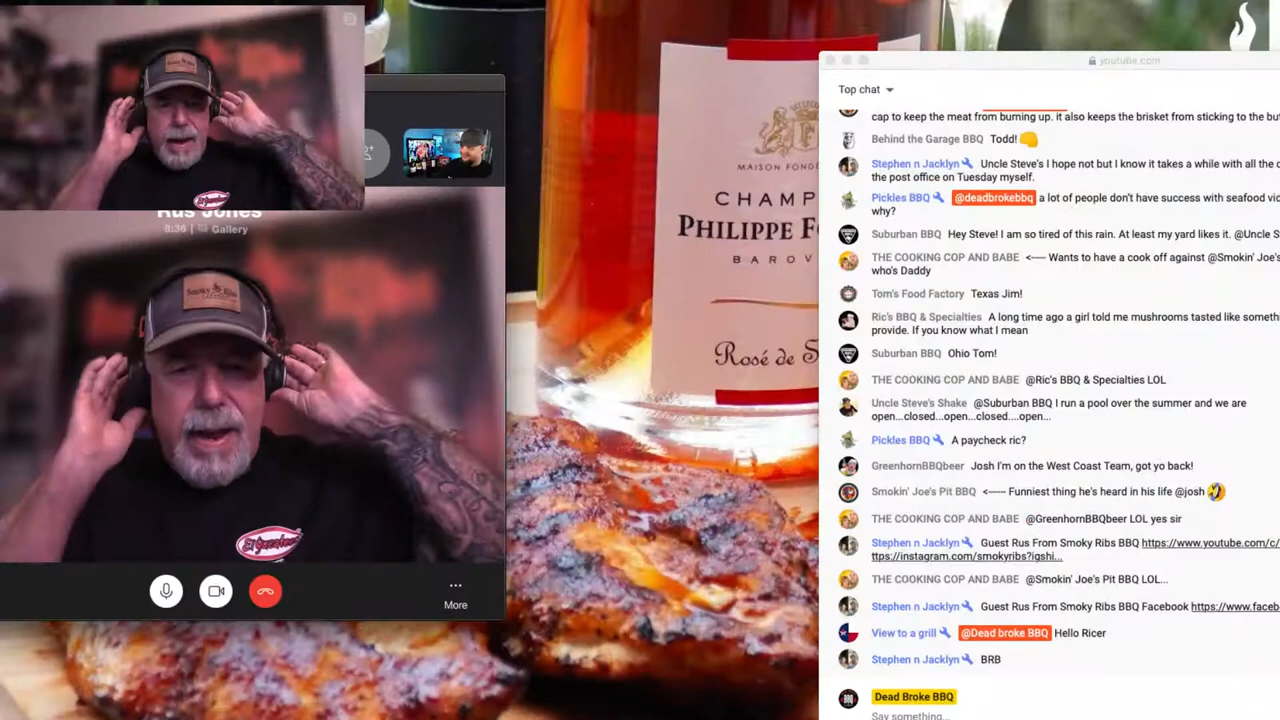 Smoky Ribs
Rus Jones
8:36 | Gallery
Smoky Ribs
El Yucateco
More
MAISON FOND
CHAMP
PHILIPPE FO
BAROV
Rosé de S
youtube.com
Top chat
cap to keep the meat from burning up. it also keeps the brisket from sticking to the bu
Behind the Garage BBQ Todd!
Stephen n Jacklyn Uncle Steve's I hope not but I know it takes a while with all the
the post office on Tuesday myself.
Pickles BBQ @deadbrokebbq a lot of people don't have success with seafood vid
why?
Suburban BBQ Hey Steve! I am so tired of this rain. At least my yard likes it. @Uncle S
THE COOKING COP AND BABE <---- Wants to have a cook off against @Smokin' Joe's
who's Daddy
Tom's Food Factory Texas Jim!
Ric's BBQ & Specialties A long time ago a girl told me mushrooms tasted like somethi
provide. If you know what I mean
Suburban BBQ Ohio Tom!
THE COOKING COP AND BABE @Ric's BBQ & Specialties LOL
Uncle Steve's Shake @Suburban BBQ I run a pool over the summer and we are
open...closed...open...closed....open...
Pickles BBQ A paycheck ric?
GreenhornBBQbeer Josh I'm on the West Coast Team, got yo back!
Smokin' Joe's Pit BBQ <----- Funniest thing he's heard in his life @josh
THE COOKING COP AND BABE @GreenhornBBQbeer LOL yes sir
Stephen n Jacklyn Guest Rus From Smoky Ribs BBQ https://www.youtube.com/c/
ttps://instagram.com/smokyribs?igshi...
THE COOKING COP AND BABE @Smokin' Joe's Pit BBQ LOL...
Stephen n Jacklyn Guest Rus From Smoky Ribs BBQ Facebook https://www.faceb
View to a grill @Dead broke BBQ Hello Ricer
Stephen n Jacklyn BRB
Dead Broke BBQ
Say something...